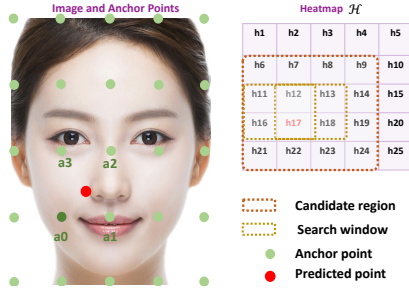 Image and Anchor Points
a3 a2
a0 a1
Heatmap ℋ
h1 h2 h3 h4 h5
h6 h7 h8 h9 h10
h11 h12 h13 h14 h15
h16 h17 h18 h19 h20
h21 h22 h23 h24 h25
Candidate region
Search window
Anchor point
Predicted point